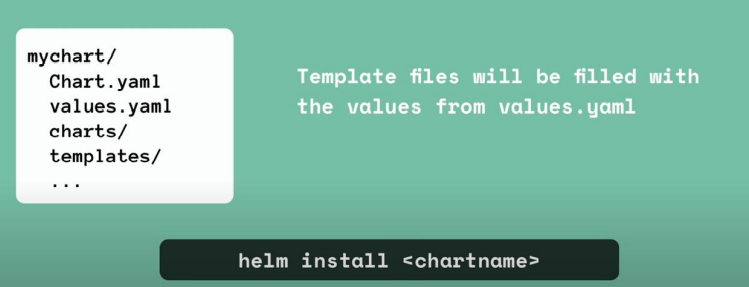 mychart/
Chart.yaml
values.yaml
charts/
templates/
...
Template files will be filled with
the values from values.yaml
helm install <chartname>